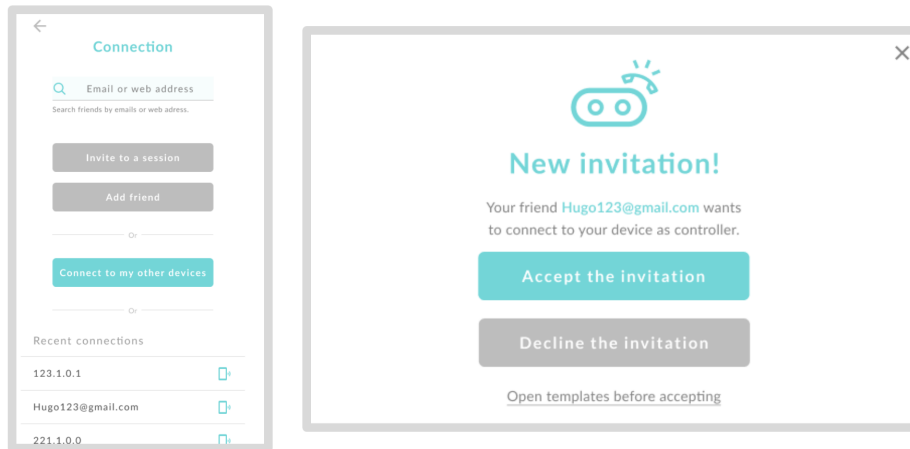 Connection
Email or web address
Search friends by emails or web adress.
Invite to a session
Add friend
Or
Connect to my other devices
Or
Recent connections
123.1.0.1
Hugo123@gmail.com
221.1.0.0
New invitation!
Your friend Hugo123@gmail.com wants
to connect to your device as controller.
Accept the invitation
Decline the invitation
Open templates before accepting